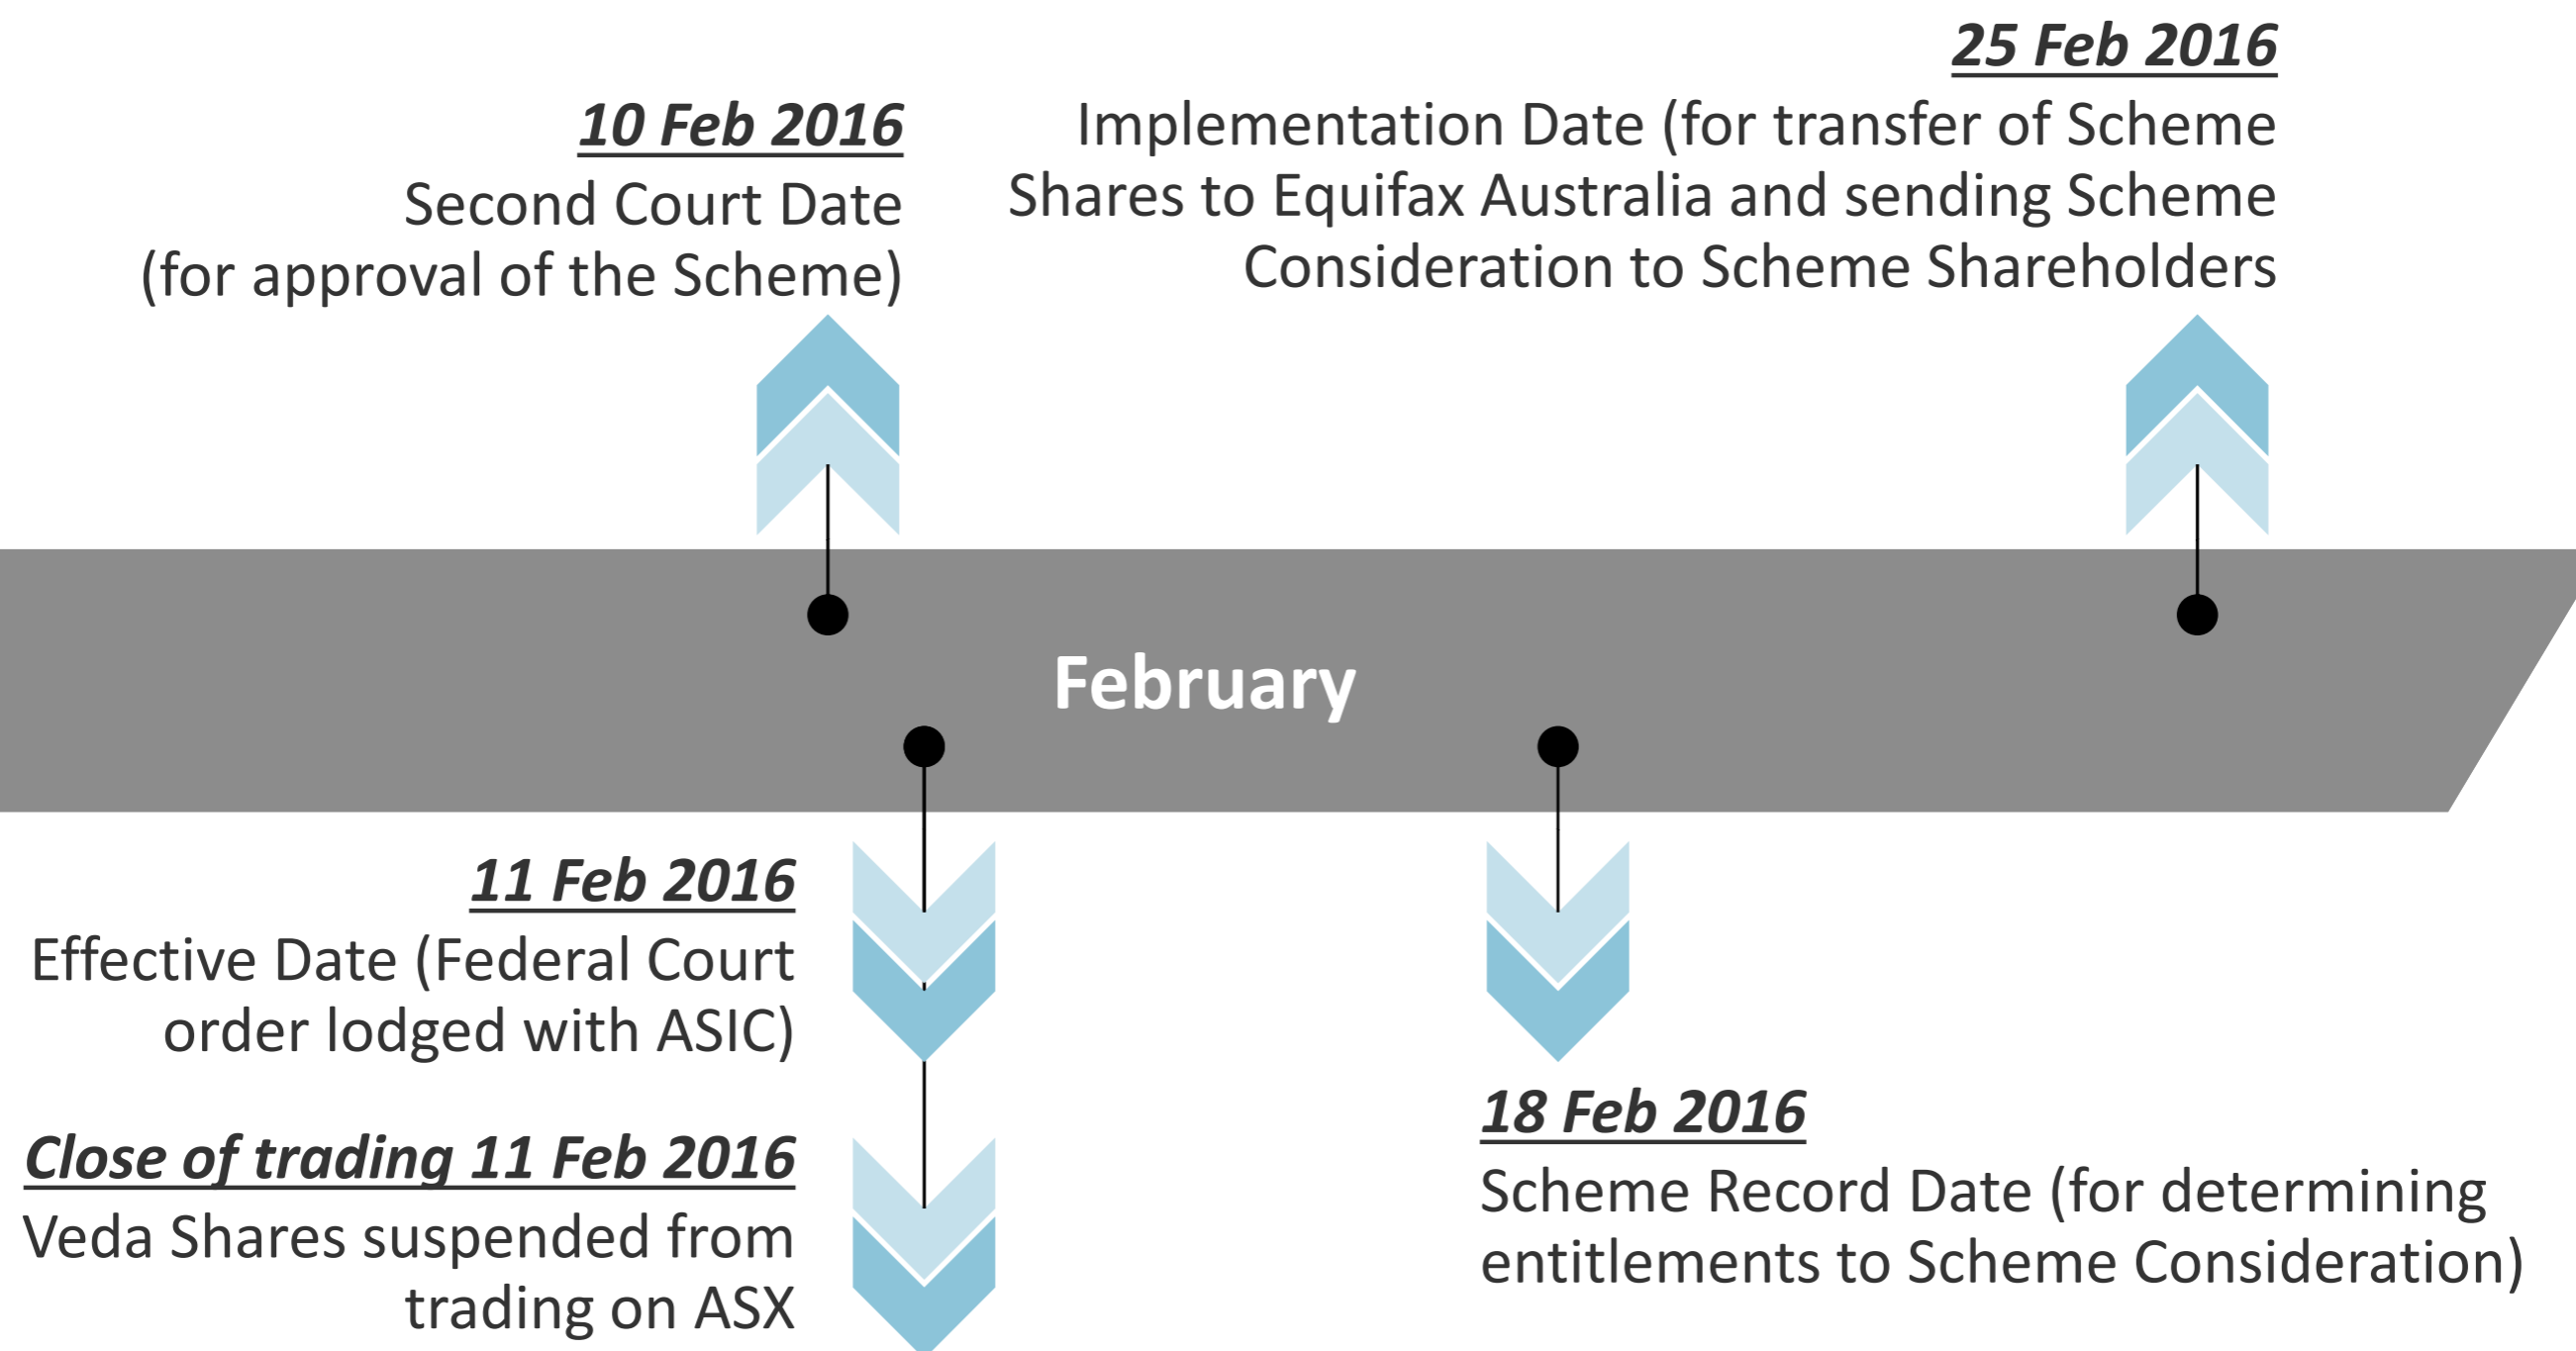 10 Feb 2016
Second Court Date
(for approval of the Scheme)
25 Feb 2016
Implementation Date (for transfer of Scheme
Shares to Equifax Australia and sending Scheme
Consideration to Scheme Shareholders
February
11 Feb 2016
Effective Date (Federal Court
order lodged with ASIC)
Close of trading 11 Feb 2016
Veda Shares suspended from
trading on ASX
18 Feb 2016
Scheme Record Date (for determining
entitlements to Scheme Consideration)